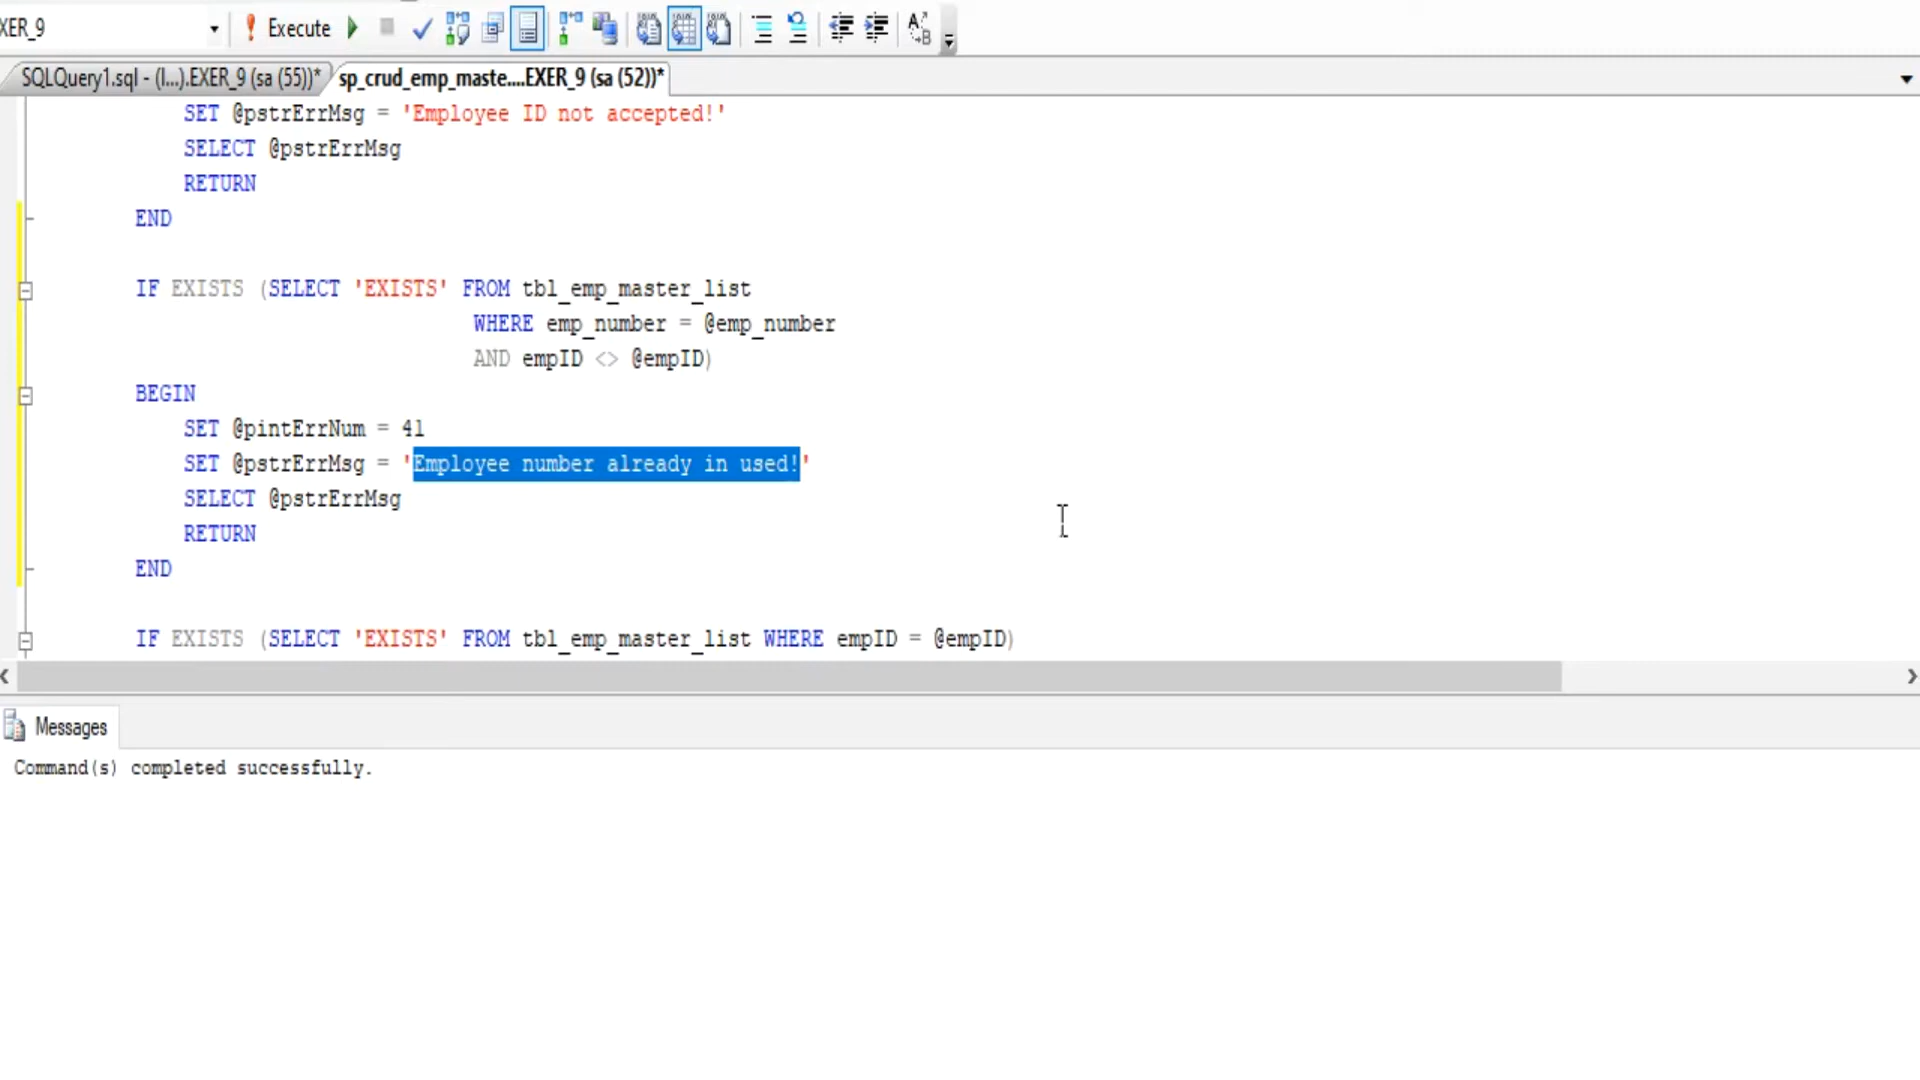 XER_9
Execute
SQLQuery1.sql - (l...).EXER_9 (sa (55))*
sp_crud_emp_maste....EXER_9 (sa (52))*
SET @pstrErrMsg = 'Employee ID not accepted!'
SELECT @pstrErrMsg
RETURN
END
IF EXISTS (SELECT 'EXISTS' FROM tbl_emp_master_list
WHERE emp_number = @emp_number
AND empID <> @empID)
BEGIN
SET @pintErrNum = 41
SET @pstrErrMsg = 'Employee number already in used!'
SELECT @pstrErrMsg
RETURN
END
IF EXISTS (SELECT 'EXISTS' FROM tbl_emp_master_list WHERE empID = @empID)
Messages
Command(s) completed successfully.